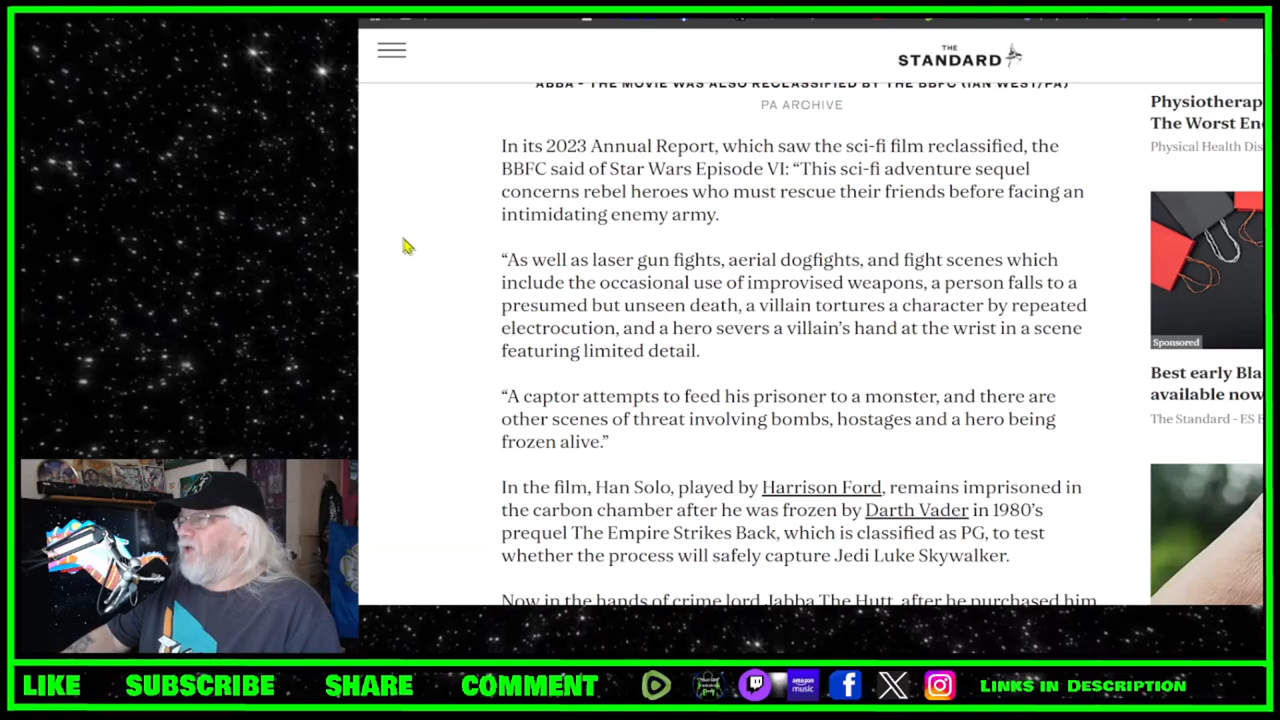 THE
STANDARD
ABBA - THE MOVIE WAS ALSO RECLASSIFIED BY THE BBFC (IAN WEST/PA)
PA ARCHIVE
In its 2023 Annual Report, which saw the sci-fi film reclassified, the
BBFC said of Star Wars Episode VI: “This sci-fi adventure sequel
concerns rebel heroes who must rescue their friends before facing an
intimidating enemy army.
“As well as laser gun fights, aerial dogfights, and fight scenes which
include the occasional use of improvised weapons, a person falls to a
presumed but unseen death, a villain tortures a character by repeated
electrocution, and a hero severs a villain’s hand at the wrist in a scene
featuring limited detail.
“A captor attempts to feed his prisoner to a monster, and there are
other scenes of threat involving bombs, hostages and a hero being
frozen alive.”
In the film, Han Solo, played by Harrison Ford, remains imprisoned in
the carbon chamber after he was frozen by Darth Vader in 1980’s
prequel The Empire Strikes Back, which is classified as PG, to test
whether the process will safely capture Jedi Luke Skywalker.
Now in the hands of crime lord Jabba The Hutt, after he purchased him
Physiotherap
The Worst En
Physical Health Dis
Sponsored
Best early Bla
available now
The Standard - ES B
LIKE
SUBSCRIBE
SHARE
COMMENT
amazon music
LINKS IN DESCRIPTION